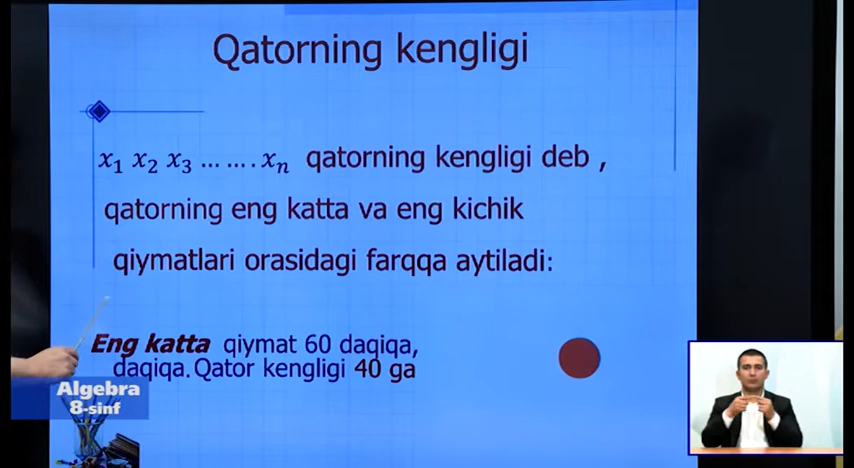 Qatorning kengligi
x₁ x₂ x₃ ... .... xₙ qatorning kengligi deb ,
qatorning eng katta va eng kichik
qiymatlari orasidagi farqqa aytiladi:
Eng katta qiymat 60 daqiqa,
daqiqa. Qator kengligi 40 ga
Algebra
8-sinf